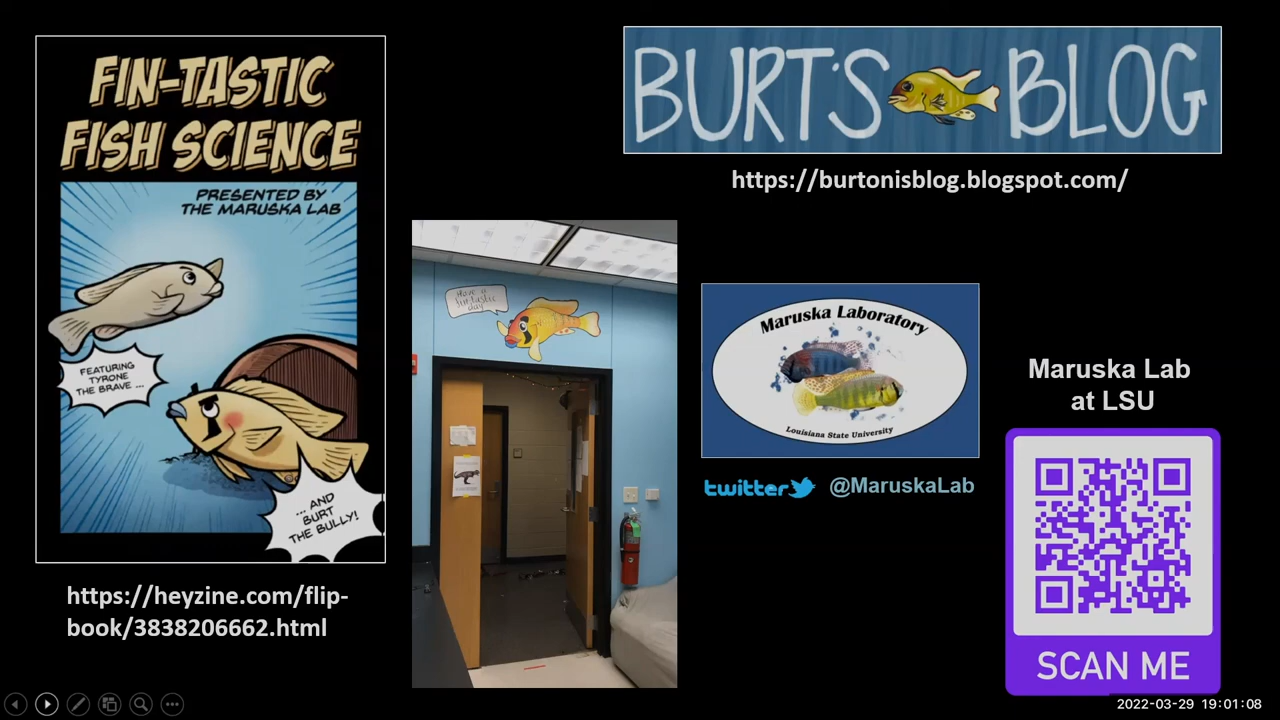 FIN-TASTIC
FISH SCIENCE
PRESENTED BY
THE MARUSKA LAB
FEATURING
TYRONE
THE BRAVE ...
... AND
BURT
THE BULLY!
https://heyzine.com/flip-
book/3838206662.html
Have a
fin-tastic
day
BURT'S BLOG
https://burtonisblog.blogspot.com/
Maruska Laboratory
Louisiana State University
twitter @MaruskaLab
Maruska Lab
at LSU
SCAN ME
2022-03-29 19:01:08